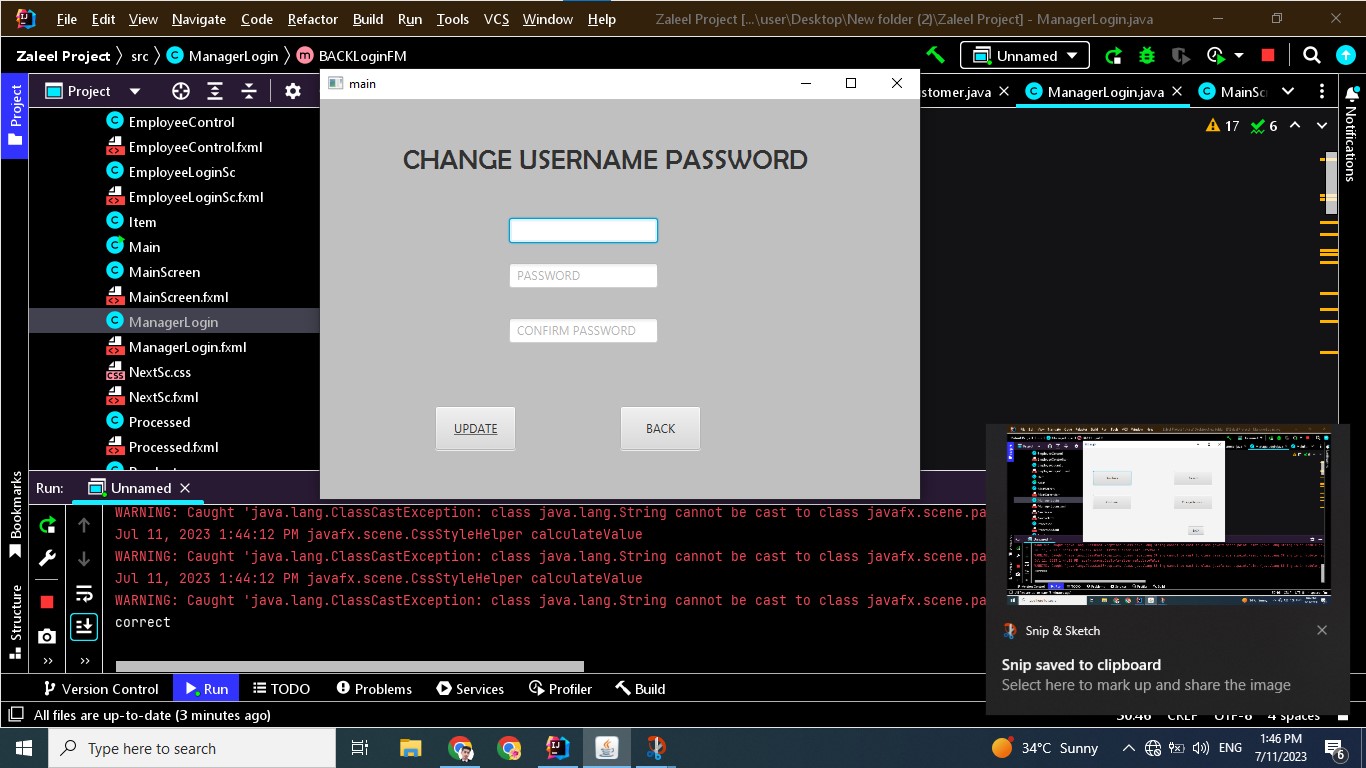 File Edit View Navigate Code Refactor Build Run Tools VCS Window Help
Zaleel Project [...\user\Desktop\New folder (2)\Zaleel Project] - ManagerLogin.java
Zaleel Project src ManagerLogin BACKLoginFM
Unnamed
Project
Project
ustomer.java
ManagerLogin.java
MainSc
17 6
Notifications
EmployeeControl
EmployeeControl.fxml
EmployeeLoginSc
EmployeeLoginSc.fxml
Item
Main
MainScreen
MainScreen.fxml
ManagerLogin
ManagerLogin.fxml
NextSc.css
NextSc.fxml
Processed
Processed.fxml
main
CHANGE USERNAME PASSWORD
PASSWORD
CONFIRM PASSWORD
UPDATE
BACK
Bookmarks
Structure
Run: Unnamed
WARNING: Caught 'java.lang.ClassCastException: class java.lang.String cannot be cast to class javafx.scene.pa
Jul 11, 2023 1:44:12 PM javafx.scene.CssStyleHelper calculateValue
WARNING: Caught 'java.lang.ClassCastException: class java.lang.String cannot be cast to class javafx.scene.pa
Jul 11, 2023 1:44:12 PM javafx.scene.CssStyleHelper calculateValue
WARNING: Caught 'java.lang.ClassCastException: class java.lang.String cannot be cast to class javafx.scene.pa
correct
Snip & Sketch
Snip saved to clipboard
Select here to mark up and share the image
Version Control Run TODO Problems Services Profiler Build
All files are up-to-date (3 minutes ago)
30:46 CRLF UTF-8 4 spaces
Type here to search
34°C Sunny
ENG
1:46 PM
7/11/2023
6